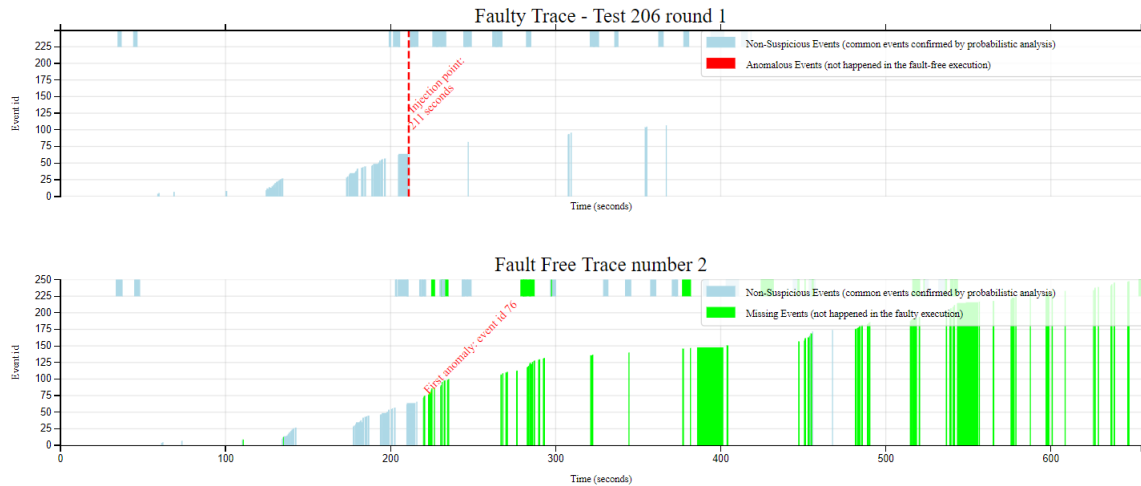 Faulty Trace - Test 206 round 1
Non-Suspicious Events (common events confirmed by probabilistic analysis)
Anomalous Events (not happened in the fault-free execution)
Injection point:
211 seconds
Event id
225
200
175
150
125
100
75
50
25
0
Time (seconds)
Fault Free Trace number 2
Non-Suspicious Events (common events confirmed by probabilistic analysis)
Missing Events (not happened in the faulty execution)
First anomaly: event id 76
Event id
250
225
200
175
150
125
100
75
50
25
0
0
100
200
300
400
500
600
Time (seconds)